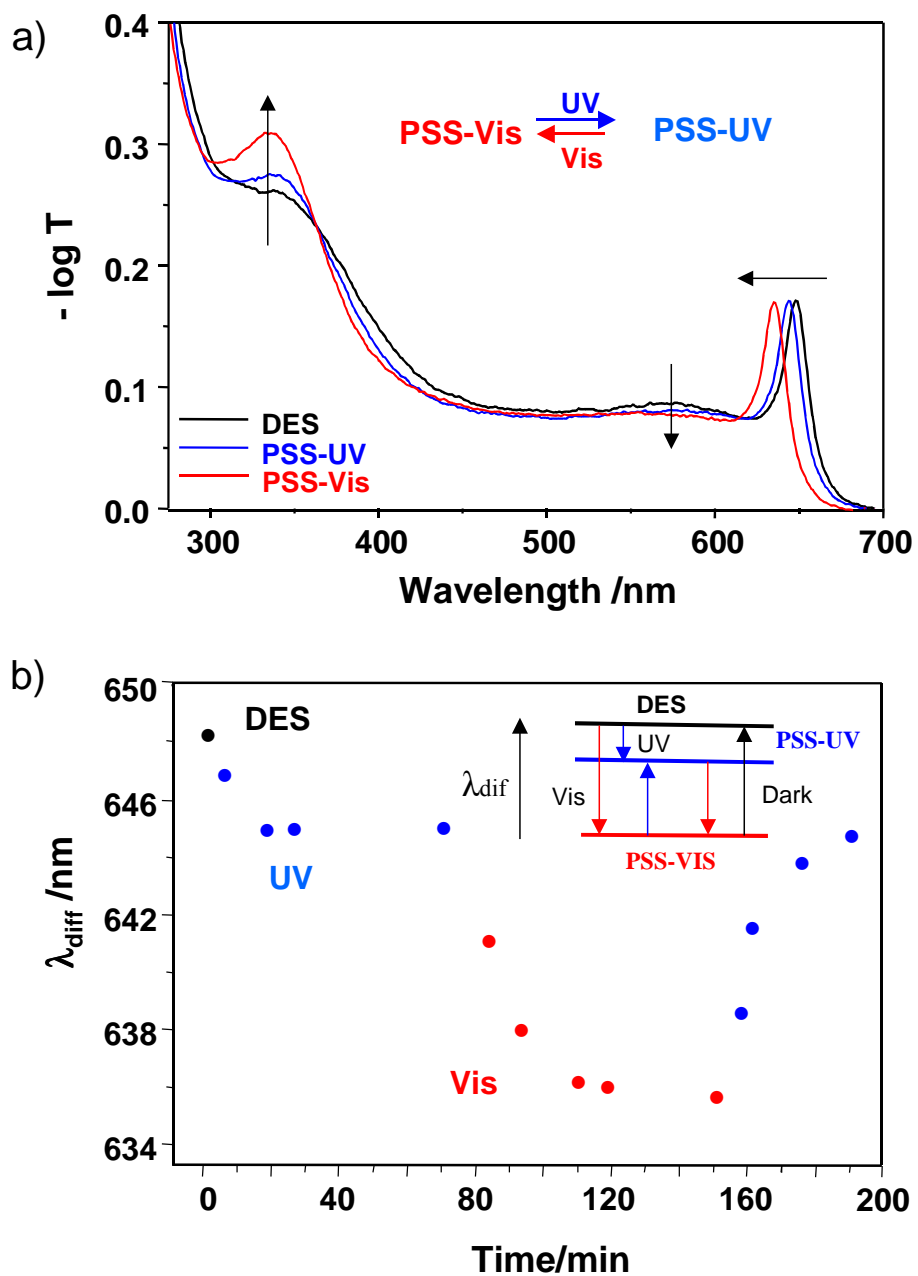 a)
0.4
0.3
0.2
0.1
0.0
- log T
UV
PSS-Vis PSS-UV
Vis
DES
PSS-UV
PSS-Vis
300 400 500 600 700
Wavelength /nm
b)
650
646
642
638
634
λdiff /nm
DES
UV
Vis
DES
PSS-UV
UV
λdif
Vis
Dark
PSS-VIS
0 40 80 120 160 200
Time/min